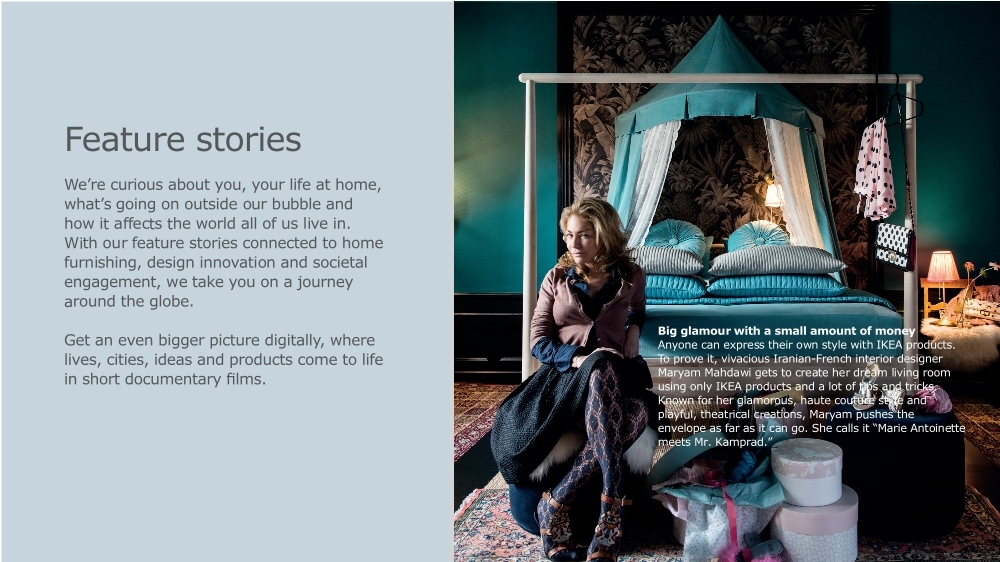 Feature stories
We’re curious about you, your life at home,
what’s going on outside our bubble and
how it affects the world all of us live in.
With our feature stories connected to home
furnishing, design innovation and societal
engagement, we take you on a journey
around the globe.
Get an even bigger picture digitally, where
lives, cities, ideas and products come to life
in short documentary films.
Big glamour with a small amount of money
Anyone can express their own style with IKEA products.
To prove it, vivacious Iranian-French interior designer
Maryam Mahdawi gets to create her dream living room
using only IKEA products and a lot of tips and tricks.
Known for her glamorous, haute couture style and
playful, theatrical creations, Maryam pushes the
envelope as far as it can go. She calls it “Marie Antoinette
meets Mr. Kamprad.”